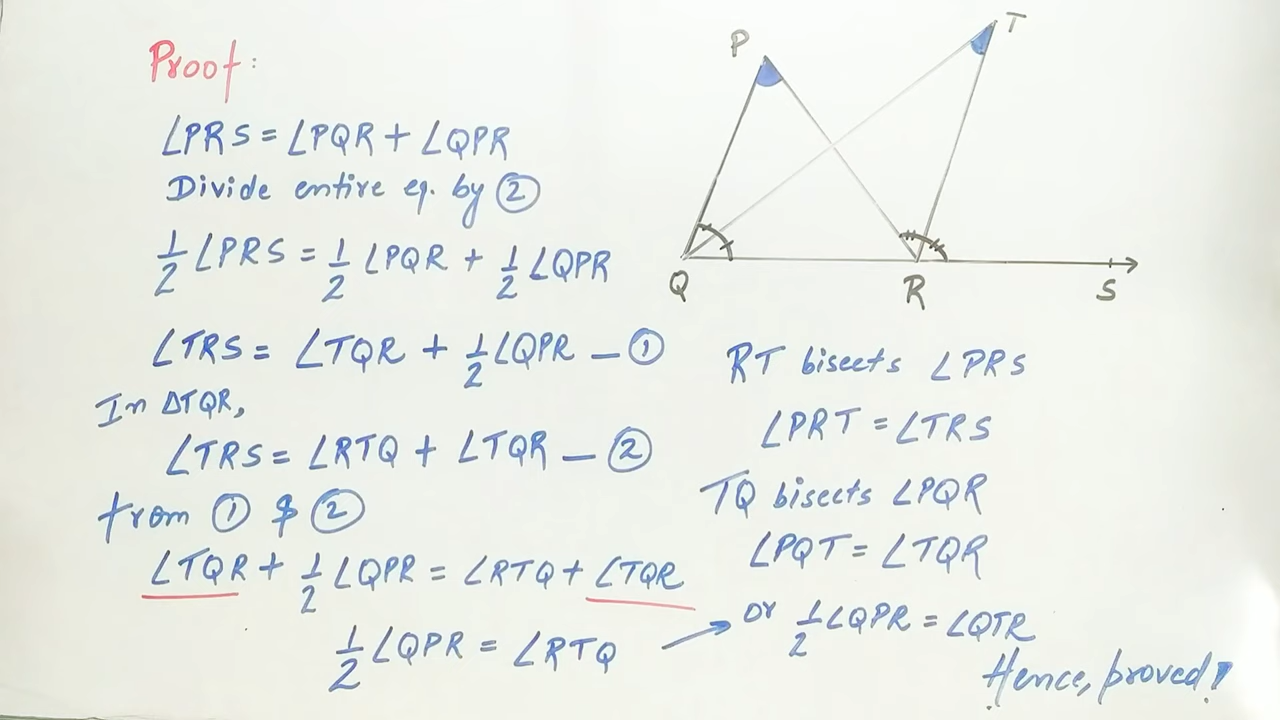 Proof:
∠PRS = ∠PQR + ∠QPR
Divide entire eq. by ②
1/2 ∠PRS = 1/2 ∠PQR + 1/2 ∠QPR
∠TRS = ∠TQR + 1/2 ∠QPR — ①
In ΔTQR,
∠TRS = ∠RTQ + ∠TQR — ②
from ① & ②
∠TQR + 1/2 ∠QPR = ∠RTQ + ∠TQR
1/2 ∠QPR = ∠RTQ
P
T
Q
R
S
RT bisects ∠PRS
∠PRT = ∠TRS
TQ bisects ∠PQR
∠PQT = ∠TQR
or 1/2 ∠QPR = ∠QTR
Hence, proved!